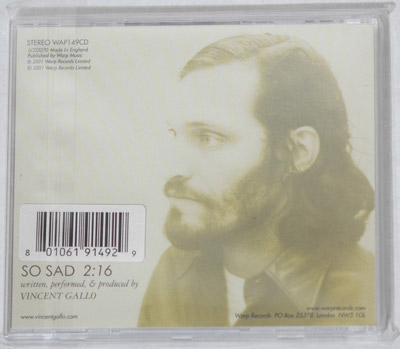 STEREO WAP149CD
Made In England
Published by Warp Music
℗ 2001 Warp Records Limited
© 2001 Warp Records Limited
8 01061 91492 9
SO SAD 2:16
written, performed, & produced by
VINCENT GALLO
www.vincentgallo.com
www.warprecords.com
Warp Records PO Box 25378 London NW5 1GL